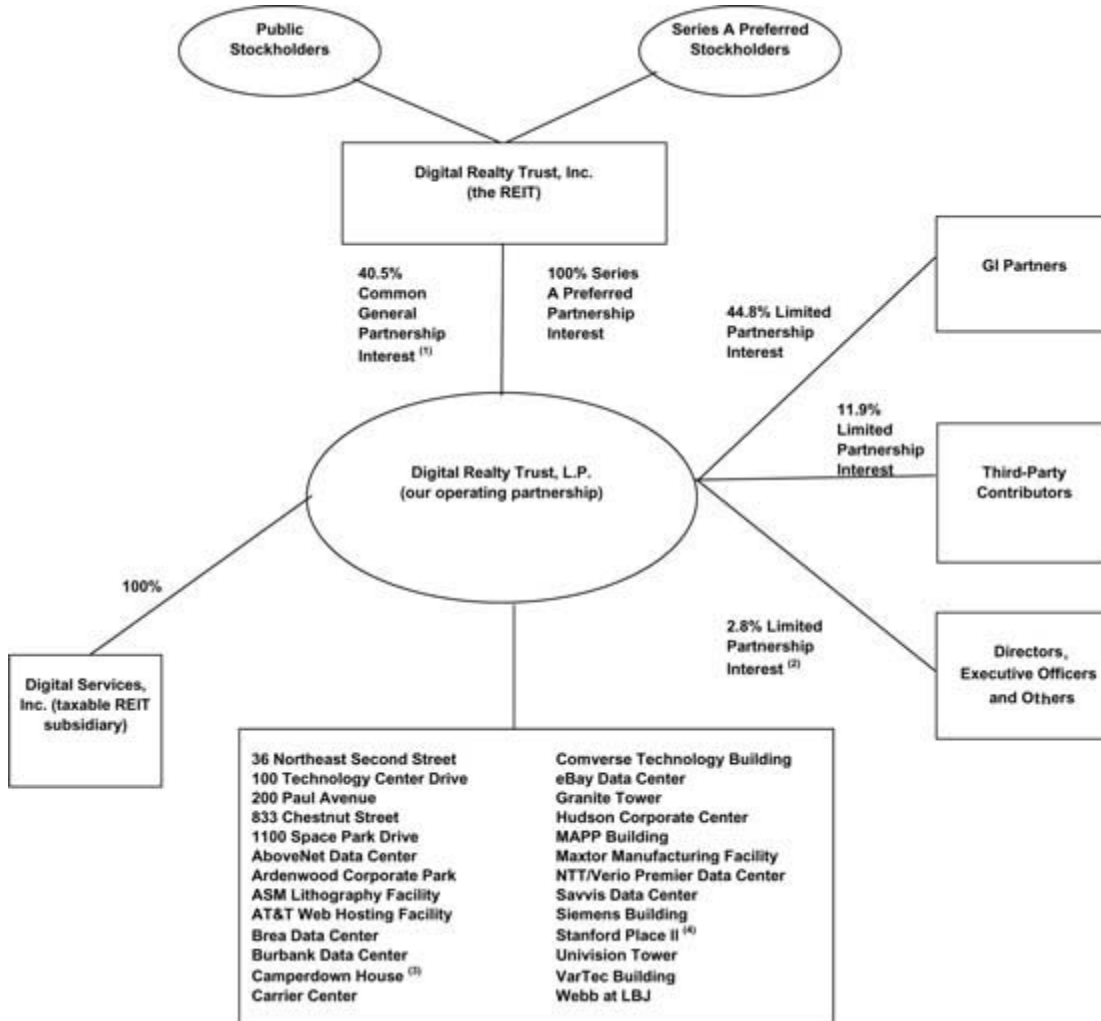 Public
Stockholders
Series A Preferred
Stockholders
Digital Realty Trust, Inc.
(the REIT)
40.5%
Common
General
Partnership
Interest (1)
100% Series
A Preferred
Partnership
Interest
44.8% Limited
Partnership
Interest
GI Partners
11.9%
Limited
Partnership
Interest
Third-Party
Contributors
Digital Realty Trust, L.P.
(our operating partnership)
100%
2.8% Limited
Partnership
Interest (2)
Directors,
Executive Officers
and Others
Digital Services,
Inc. (taxable REIT
subsidiary)
36 Northeast Second Street
100 Technology Center Drive
200 Paul Avenue
833 Chestnut Street
1100 Space Park Drive
AboveNet Data Center
Ardenwood Corporate Park
ASM Lithography Facility
AT&T Web Hosting Facility
Brea Data Center
Burbank Data Center
Camperdown House (3)
Carrier Center
Comverse Technology Building
eBay Data Center
Granite Tower
Hudson Corporate Center
MAPP Building
Maxtor Manufacturing Facility
NTT/Verio Premier Data Center
Savvis Data Center
Siemens Building
Stanford Place II (4)
Univision Tower
VarTec Building
Webb at LBJ